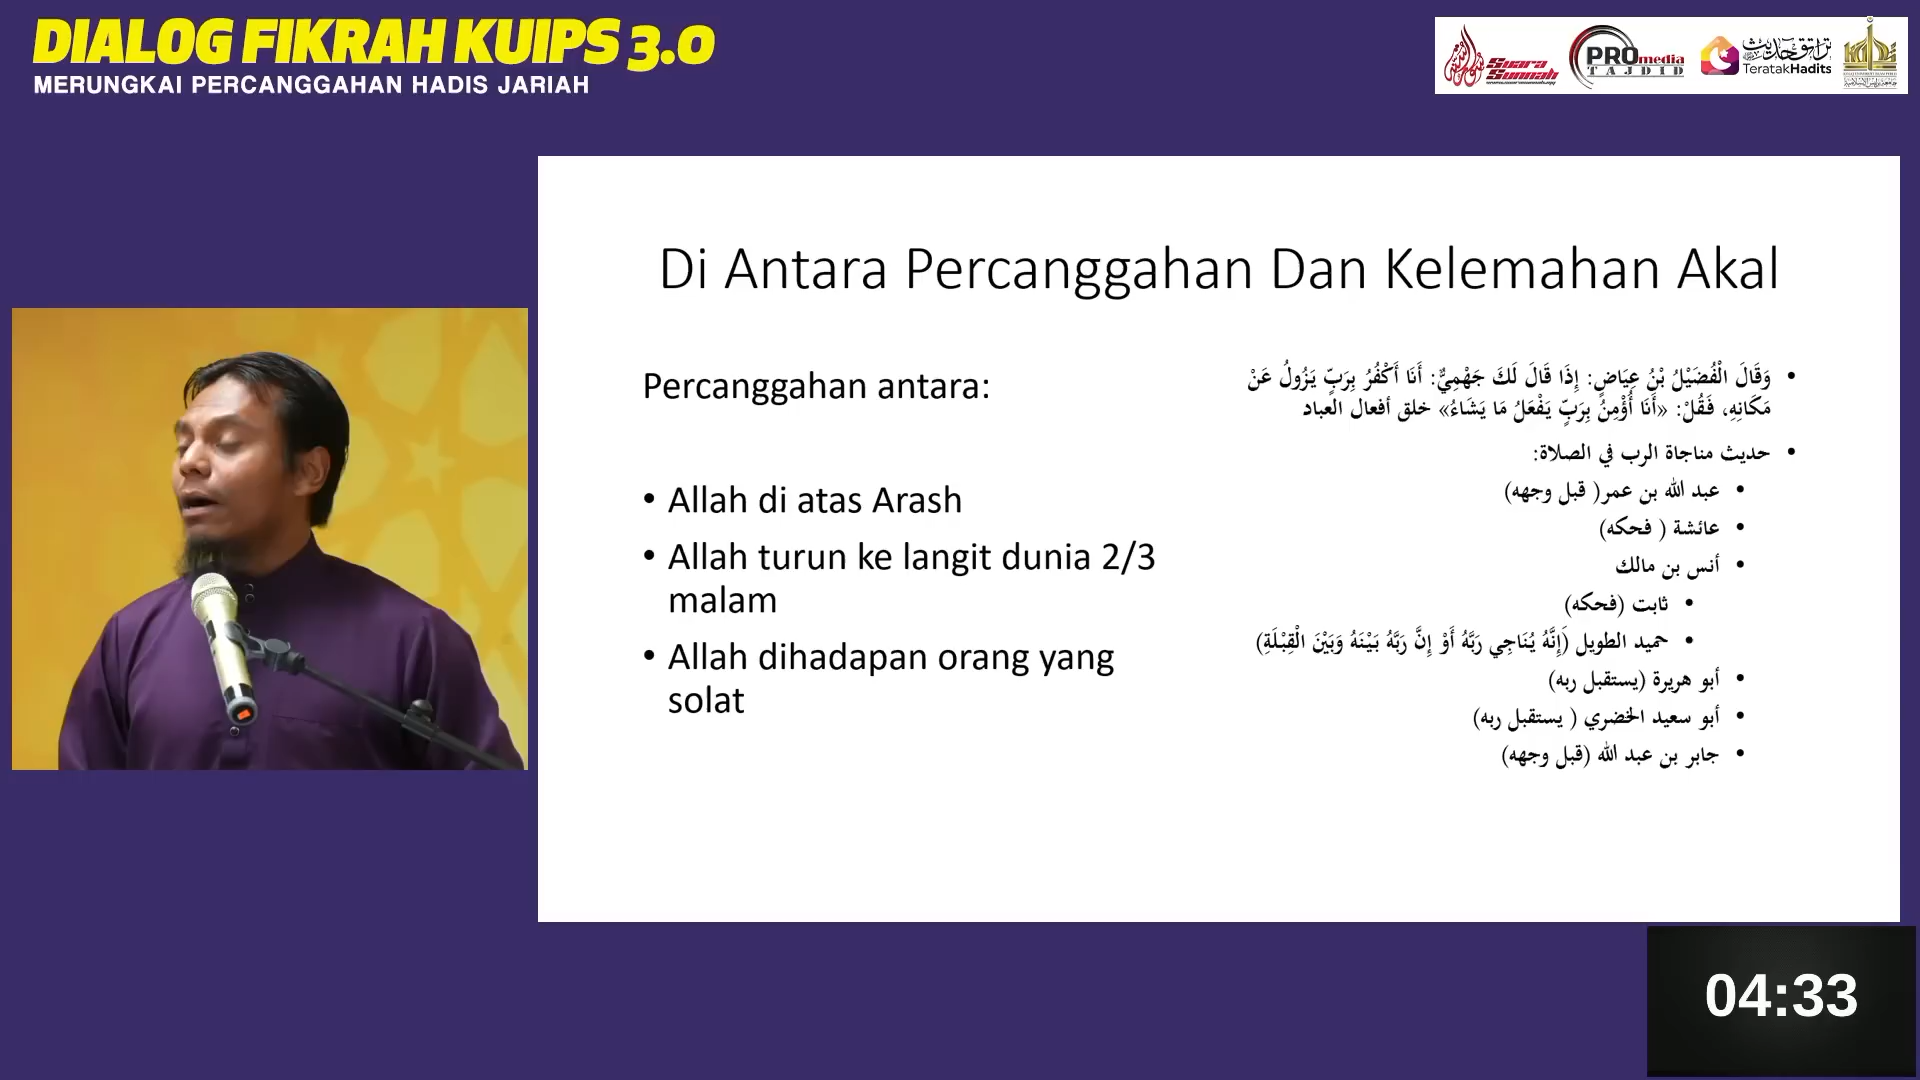 DIALOG FIKRAH KUIPS 3.0
MERUNGKAI PERCANGGAHAN HADIS JARIAH
Suara Sunnah
PROmedia
TAJDID
TeratakHadits
Di Antara Percanggahan Dan Kelemahan Akal
Percanggahan antara:
• Allah di atas Arash
• Allah turun ke langit dunia 2/3
malam
• Allah dihadapan orang yang
solat
• وَقَالَ الْفُضَيْلُ بْنُ عِيَاضٍ: إِذَا قَالَ لَكَ جَهْمِيٌّ: أَنَا أَكْفُرُ بِرَبٍّ يَزُولُ عَنْ
مَكَانِهِ، فَقُلْ: «أَنَا أُؤْمِنُ بِرَبٍّ يَفْعَلُ مَا يَشَاءُ» خلق أفعال العباد
• حديث مناجاة الرب في الصلاة:
• عبد الله بن عمر( قبل وجهه)
• عائشة ( فحكه)
• أنس بن مالك
• ثابت (فحكه)
• حميد الطويل (إِنَّهُ يُنَاجِي رَبَّهُ أَوْ إِنَّ رَبَّهُ بَيْنَهُ وَبَيْنَ الْقِبْلَةِ)
• أبو هريرة (يستقبل ربه)
• أبو سعيد الخضري ( يستقبل ربه)
• جابر بن عبد الله (قبل وجهه)
04:33